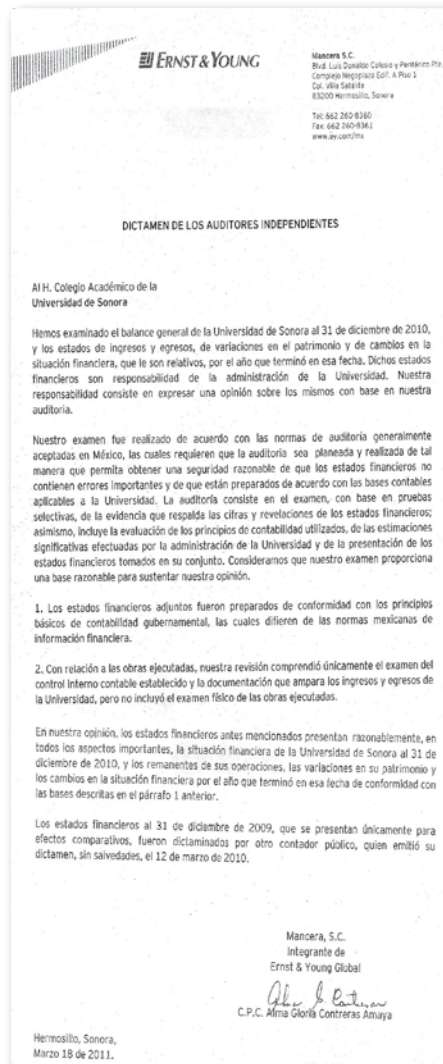 ERNST & YOUNG
Mancera S.C.
Blvd. Luis Donaldo Colosio y Periférico Pte.
Complejo Negoplaza Edif. A Piso 1
Col. Villa Satélite
83200 Hermosillo, Sonora
Tel: 662 260-8360
Fax: 662 260-8361
www.ey.com/mx
DICTAMEN DE LOS AUDITORES INDEPENDIENTES
Al H. Colegio Académico de la
Universidad de Sonora
Hemos examinado el balance general de la Universidad de Sonora al 31 de diciembre de 2010,
y los estados de ingresos y egresos, de variaciones en el patrimonio y de cambios en la
situación financiera, que le son relativos, por el año que terminó en esa fecha. Dichos estados
financieros son responsabilidad de la administración de la Universidad. Nuestra
responsabilidad consiste en expresar una opinión sobre los mismos con base en nuestra
auditoría.
Nuestro examen fue realizado de acuerdo con las normas de auditoría generalmente
aceptadas en México, las cuales requieren que la auditoría sea planeada y realizada de tal
manera que permita obtener una seguridad razonable de que los estados financieros no
contienen errores importantes y de que están preparados de acuerdo con las bases contables
aplicables a la Universidad. La auditoría consiste en el examen, con base en pruebas
selectivas, de la evidencia que respalda las cifras y revelaciones de los estados financieros;
asimismo, incluye la evaluación de los principios de contabilidad utilizados, de las estimaciones
significativas efectuadas por la administración de la Universidad y de la presentación de los
estados financieros tomados en su conjunto. Consideramos que nuestro examen proporciona
una base razonable para sustentar nuestra opinión.
1. Los estados financieros adjuntos fueron preparados de conformidad con los principios
básicos de contabilidad gubernamental, las cuales difieren de las normas mexicanas de
información financiera.
2. Con relación a las obras ejecutadas, nuestra revisión comprendió únicamente el examen del
control interno contable establecido y la documentación que ampara los ingresos y egresos de
la Universidad, pero no incluyó el examen físico de las obras ejecutadas.
En nuestra opinión, los estados financieros antes mencionados presentan razonablemente, en
todos los aspectos importantes, la situación financiera de la Universidad de Sonora al 31 de
diciembre de 2010, y los remanentes de sus operaciones, las variaciones en su patrimonio y
los cambios en la situación financiera por el año que terminó en esa fecha de conformidad con
las bases descritas en el párrafo 1 anterior.
Los estados financieros al 31 de diciembre de 2009, que se presentan únicamente para
efectos comparativos, fueron dictaminados por otro contador público, quien emitió su
dictamen, sin salvedades, el 12 de marzo de 2010.
Mancera, S.C.
Integrante de
Ernst & Young Global
C.P.C. Alma Gloria Contreras Amaya
Hermosillo, Sonora,
Marzo 18 de 2011.